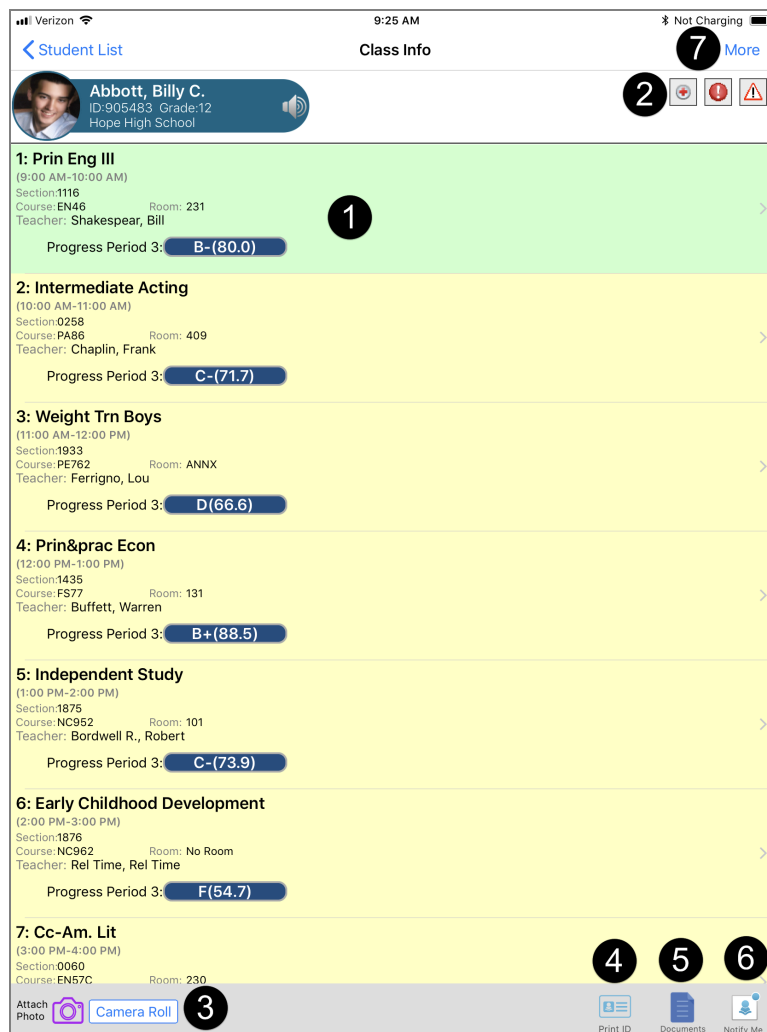 Verizon 9:25 AM Not Charging
Student List Class Info 7 More
Abbott, Billy C.
ID:905483 Grade:12
Hope High School
2
1: Prin Eng III
(9:00 AM-10:00 AM)
Section:1116
Course:EN46 Room: 231
Teacher: Shakespear, Bill
1
Progress Period 3: B-(80.0)
2: Intermediate Acting
(10:00 AM-11:00 AM)
Section:0258
Course:PA86 Room: 409
Teacher: Chaplin, Frank
Progress Period 3: C-(71.7)
3: Weight Trn Boys
(11:00 AM-12:00 PM)
Section:1933
Course:PE762 Room: ANNX
Teacher: Ferrigno, Lou
Progress Period 3: D(66.6)
4: Prin&prac Econ
(12:00 PM-1:00 PM)
Section:1435
Course:FS77 Room: 131
Teacher: Buffett, Warren
Progress Period 3: B+(88.5)
5: Independent Study
(1:00 PM-2:00 PM)
Section:1875
Course:NC952 Room: 101
Teacher: Bordwell R., Robert
Progress Period 3: C-(73.9)
6: Early Childhood Development
(2:00 PM-3:00 PM)
Section:1876
Course:NC962 Room: No Room
Teacher: Rel Time, Rel Time
Progress Period 3: F(54.7)
7: Cc-Am. Lit
(3:00 PM-4:00 PM)
Section:0060
Course:EN57C Room: 230
4 5 6
Attach
Photo Camera Roll 3
Print ID Documents Notify Me